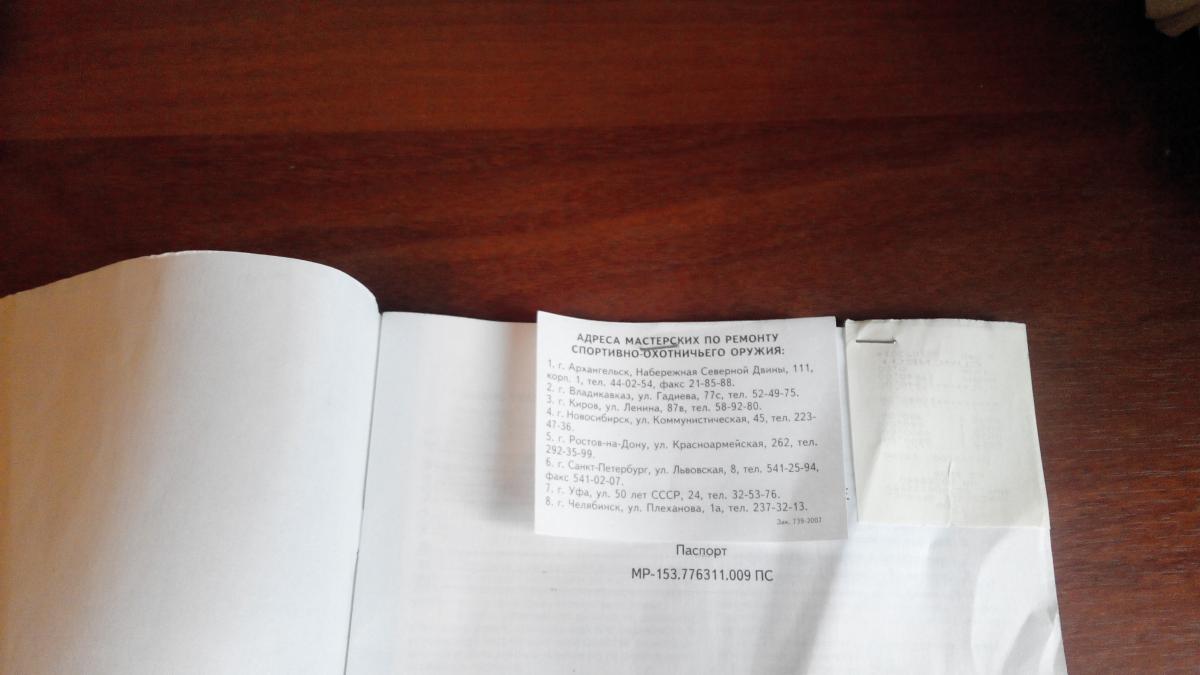 АДРЕСА МАСТЕРСКИХ ПО РЕМОНТУ
СПОРТИВНО-ОХОТНИЧЬЕГО ОРУЖИЯ:
1. г. Архангельск, Набережная Северной Двины, 111,
корп. 1, тел. 44-02-54, факс 21-85-88.
2. г. Владикавказ, ул. Гадиева, 77с, тел. 52-49-75.
3. г. Киров, ул. Ленина, 87в, тел. 58-92-80.
4. г. Новосибирск, ул. Коммунистическая, 45, тел. 223-
47-36.
5. г. Ростов-на-Дону, ул. Красноармейская, 262, тел.
292-35-99.
6. г. Санкт-Петербург, ул. Львовская, 8, тел. 541-25-94,
факс 541-02-07.
7. г. Уфа, ул. 50 лет СССР, 24, тел. 32-53-76.
8. г. Челябинск, ул. Плеханова, 1а, тел. 237-32-13.
Зак. 739-2007
Паспорт
МР-153.776311.009 ПС